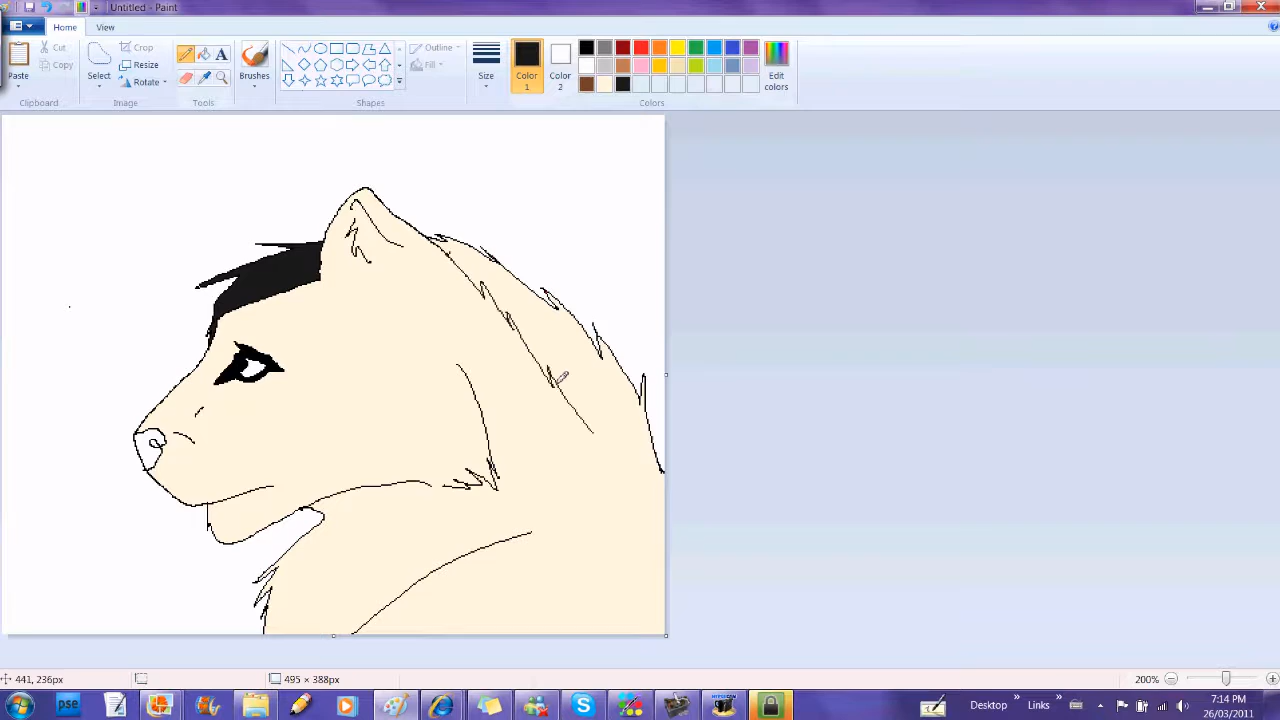 Untitled - Paint
Home View
Paste
Cut
Copy
Clipboard
Select
Crop
Resize
Rotate
Image
A
Tools
Brushes
Outline
Fill
Shapes
Size
Color 1
Color 2
Edit colors
Colors
441, 236px
495 × 388px
200%
pse
Desktop
Links
7:14 PM
26/03/2011